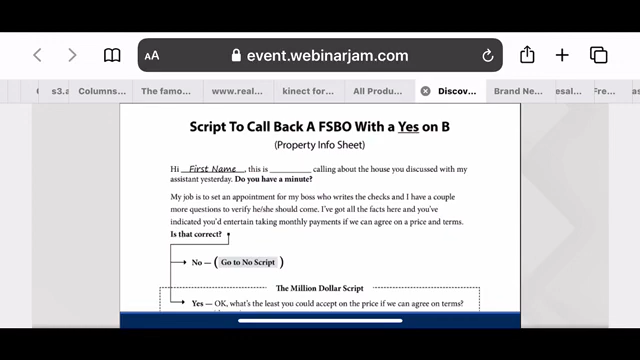 AA event.webinarjam.com
s3.a Columns... The famo... www.real... kinect for... All Produ... Discov... Brand Ne... esal... Fre...
Script To Call Back A FSBO With a Yes on B
(Property Info Sheet)
Hi First Name, this is __________ calling about the house you discussed with my
assistant yesterday. Do you have a minute?
My job is to set an appointment for my boss who writes the checks and I have a couple
more questions to verify he/she should come. I've got all the facts here and you've
indicated you'd entertain taking monthly payments if we can agree on a price and terms.
Is that correct?
No — (Go to No Script)
The Million Dollar Script
Yes — OK, what's the least you could accept on the price if we can agree on terms?